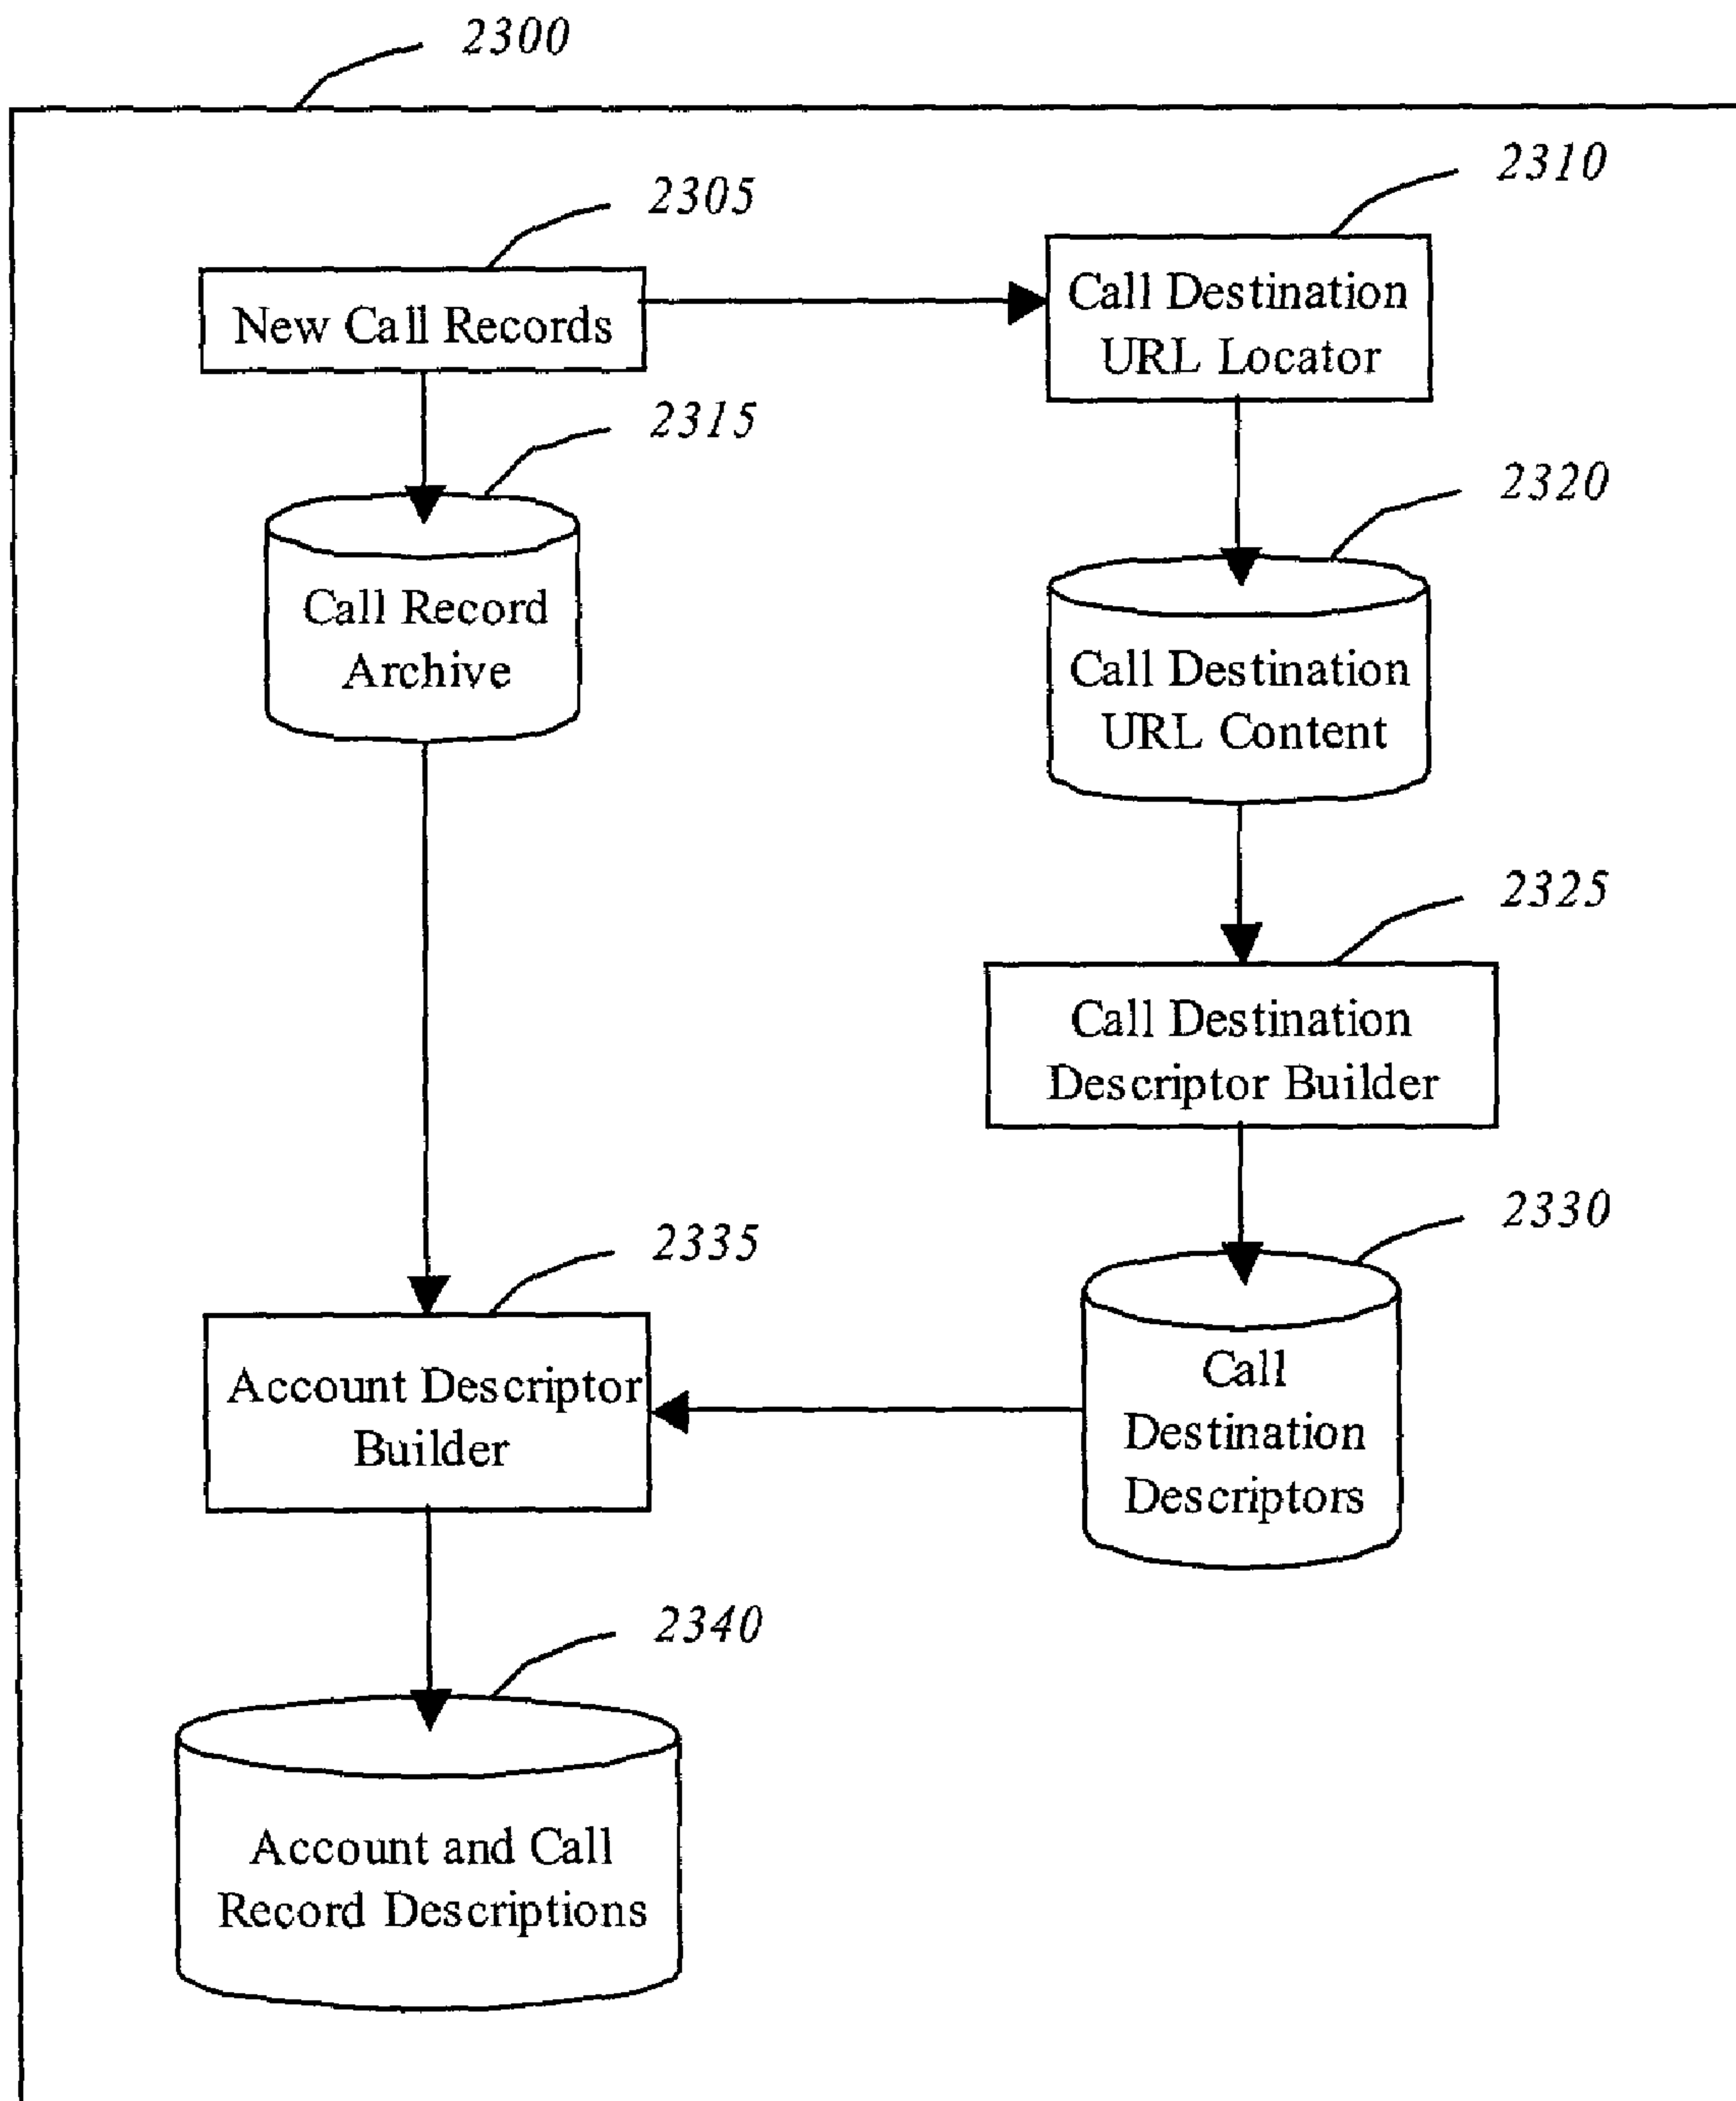 2300
2305
2310
New Call Records
Call Destination
URL Locator
2315
2320
Call Record
Archive
Call Destination
URL Content
2325
Call Destination
Descriptor Builder
2335
2330
Account Descriptor
Builder
Call
Destination
Descriptors
2340
Account and Call
Record Descriptions